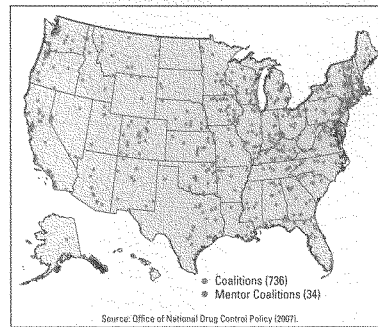 Coalitions (736)
Mentor Coalitions (34)
Source: Office of National Drug Control Policy (2007).